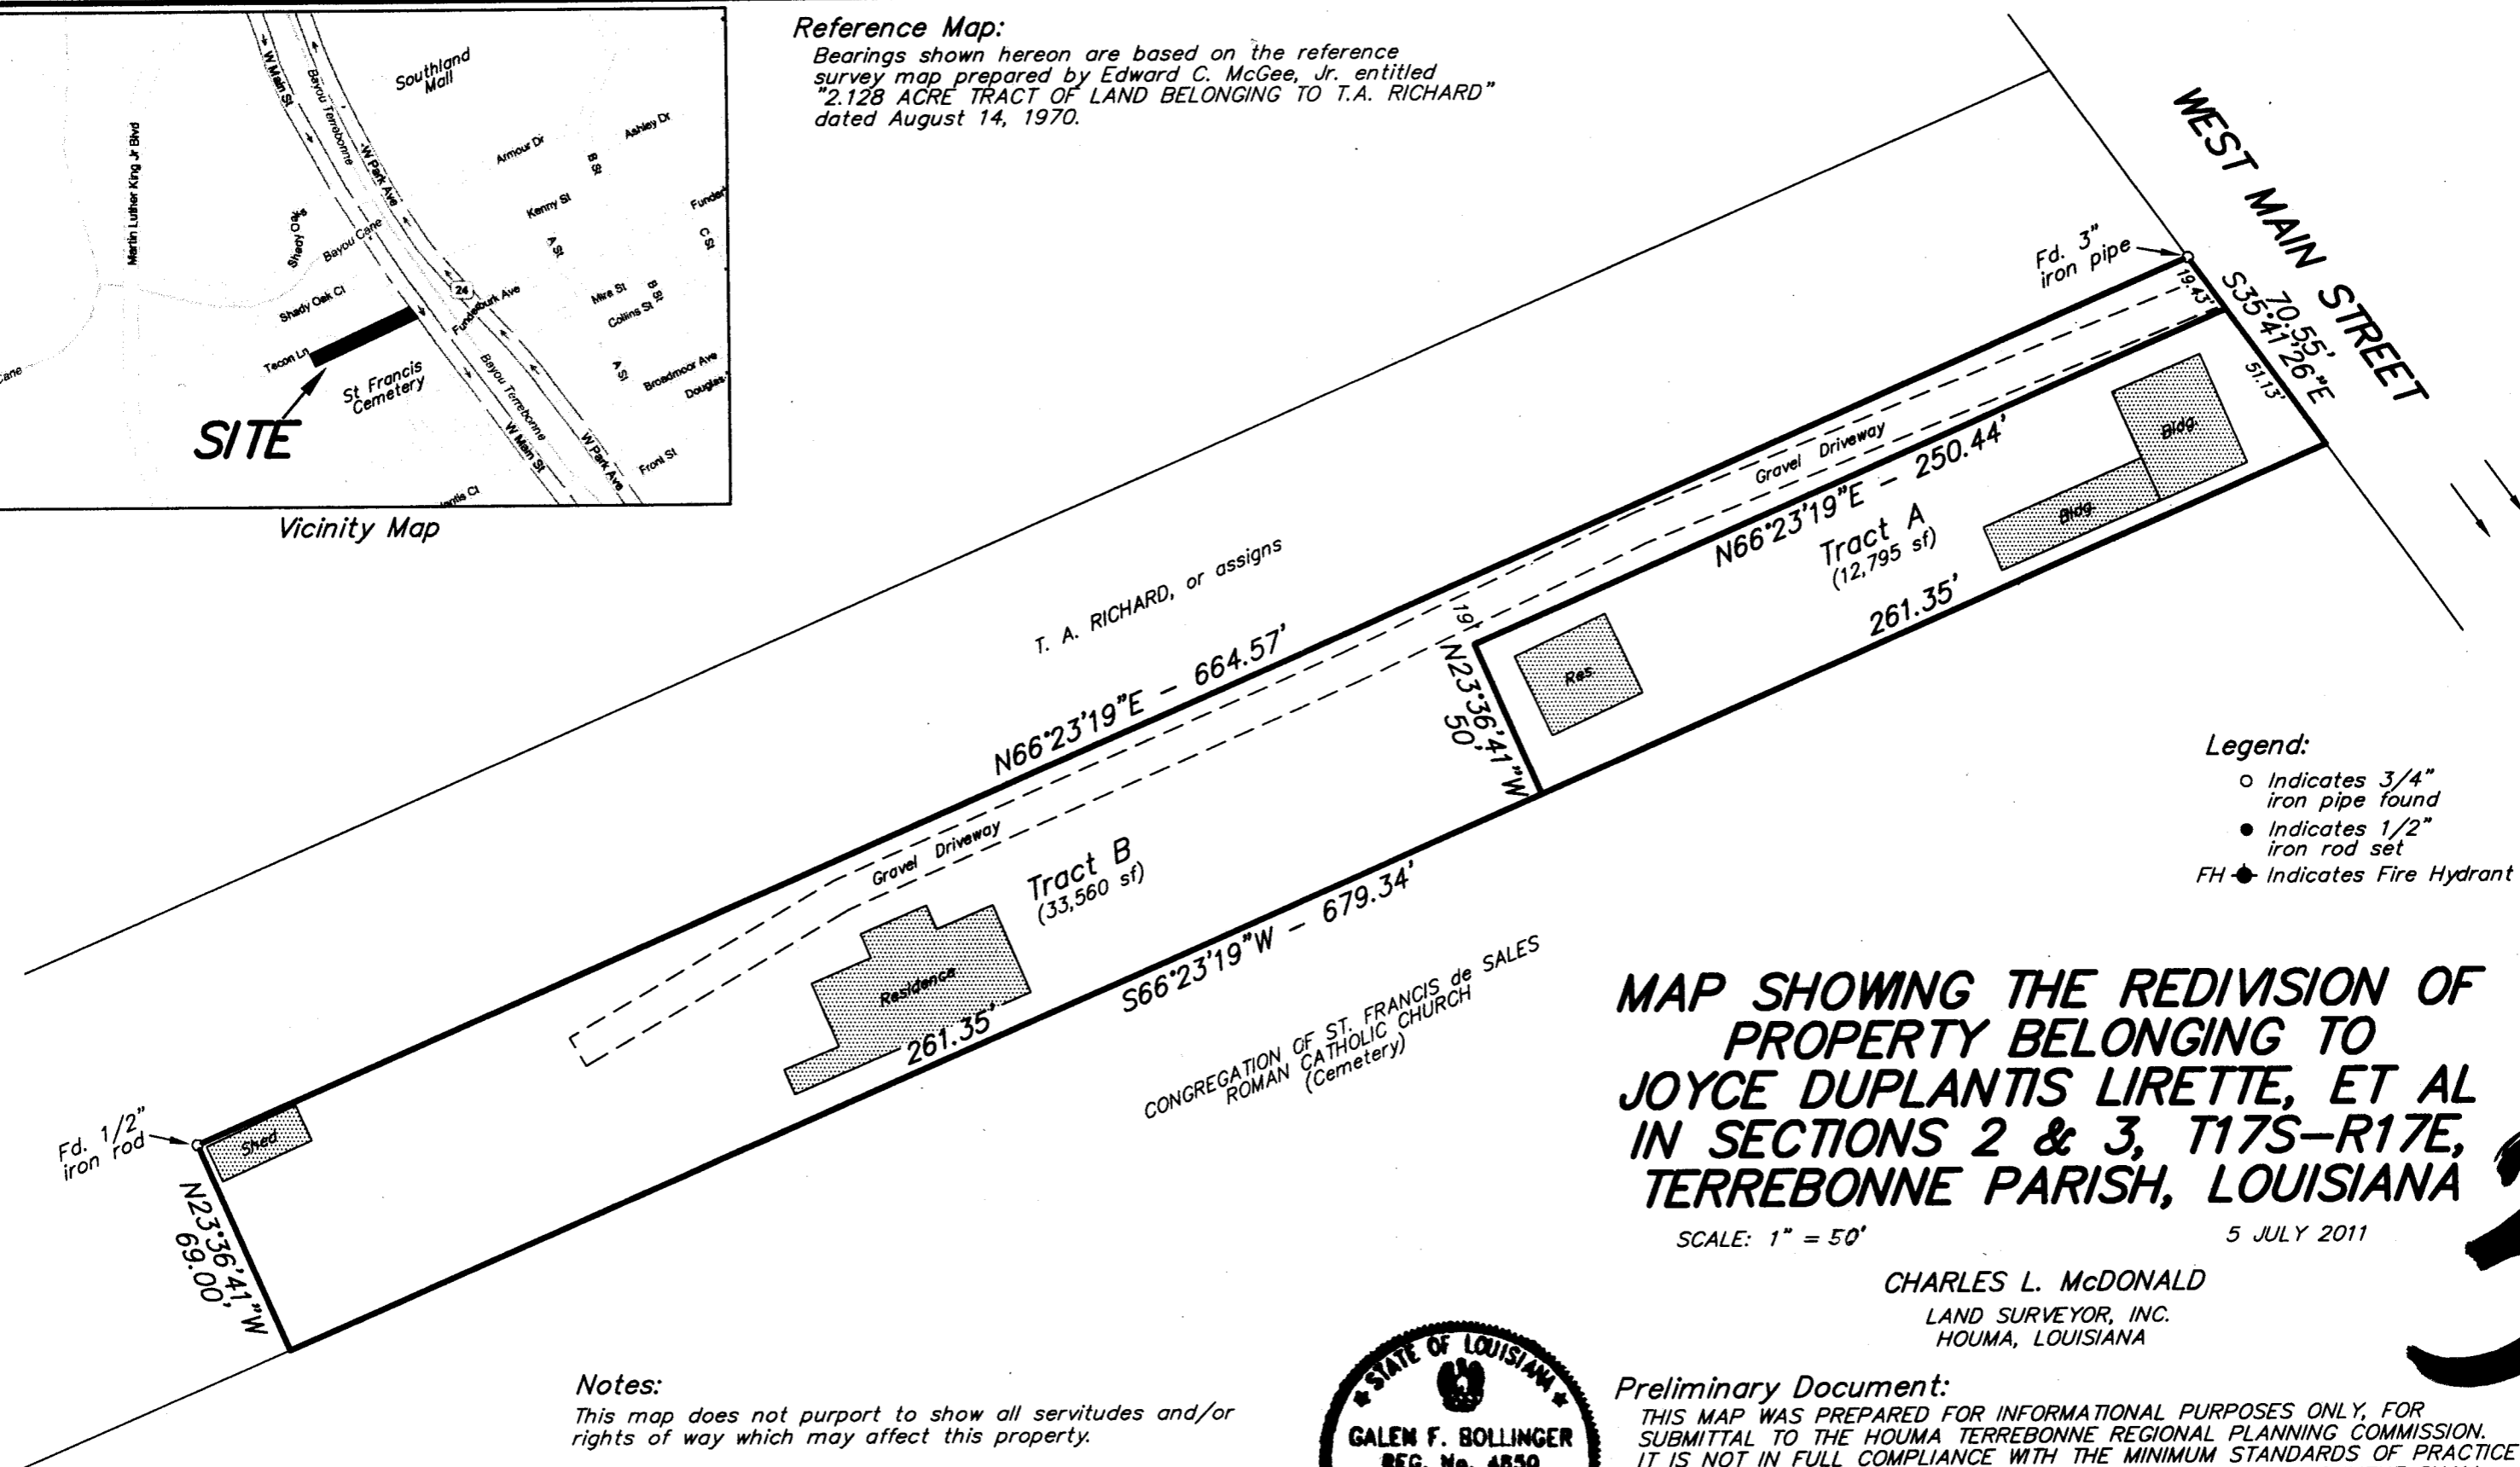 W Main St
Bayou Terrebonne
W Park Ave
Southland
Mall
Martin Luther King Jr Blvd
Armour Dr
Ashley Dr
B St
Kenny St
A St
C St
Shady Oaks
Bayou Cane
Shady Oak Ct
24
Funderburk Ave
Mire St
B St
Collins St
Tecon Ln
St Francis
Cemetery
A St
Broadmoor Ave
Douglas
Bayou Terrebonne
W Main St
W Park Ave
Front St
SITE
Vicinity Map
Reference Map:
Bearings shown hereon are based on the reference
survey map prepared by Edward C. McGee, Jr. entitled
"2.128 ACRE TRACT OF LAND BELONGING TO T.A. RICHARD"
dated August 14, 1970.
WEST MAIN STREET
Fd. 3"
iron pipe
19.43'
70.55'
S35°41'26"E
51.13'
Bldg.
Bldg.
Gravel Driveway
N66°23'19"E - 250.44'
Tract A
(12,795 sf)
261.35'
T. A. RICHARD, or assigns
19'
N66°23'19"E - 664.57'
N23°36'41"W
50'
Res.
Gravel Driveway
Tract B
(33,560 sf)
S66°23'19"W - 679.34'
Residence
261.35'
CONGREGATION OF ST. FRANCIS de SALES
ROMAN CATHOLIC CHURCH
(Cemetery)
Fd. 1/2"
iron rod
Shed
N23°36'41"W
69.00'
Legend:
Indicates 3/4"
iron pipe found
Indicates 1/2"
iron rod set
FH Indicates Fire Hydrant
MAP SHOWING THE REDIVISION OF
PROPERTY BELONGING TO
JOYCE DUPLANTIS LIRETTE, ET AL
IN SECTIONS 2 & 3, T17S-R17E,
TERREBONNE PARISH, LOUISIANA
SCALE: 1" = 50'
5 JULY 2011
CHARLES L. McDONALD
LAND SURVEYOR, INC.
HOUMA, LOUISIANA
Notes:
This map does not purport to show all servitudes and/or
rights of way which may affect this property.
STATE OF LOUISIANA
GALEN F. BOLLINGER
REG. No. 4850
Preliminary Document:
THIS MAP WAS PREPARED FOR INFORMATIONAL PURPOSES ONLY, FOR
SUBMITTAL TO THE HOUMA TERREBONNE REGIONAL PLANNING COMMISSION.
IT IS NOT IN FULL COMPLIANCE WITH THE MINIMUM STANDARDS OF PRACTICE